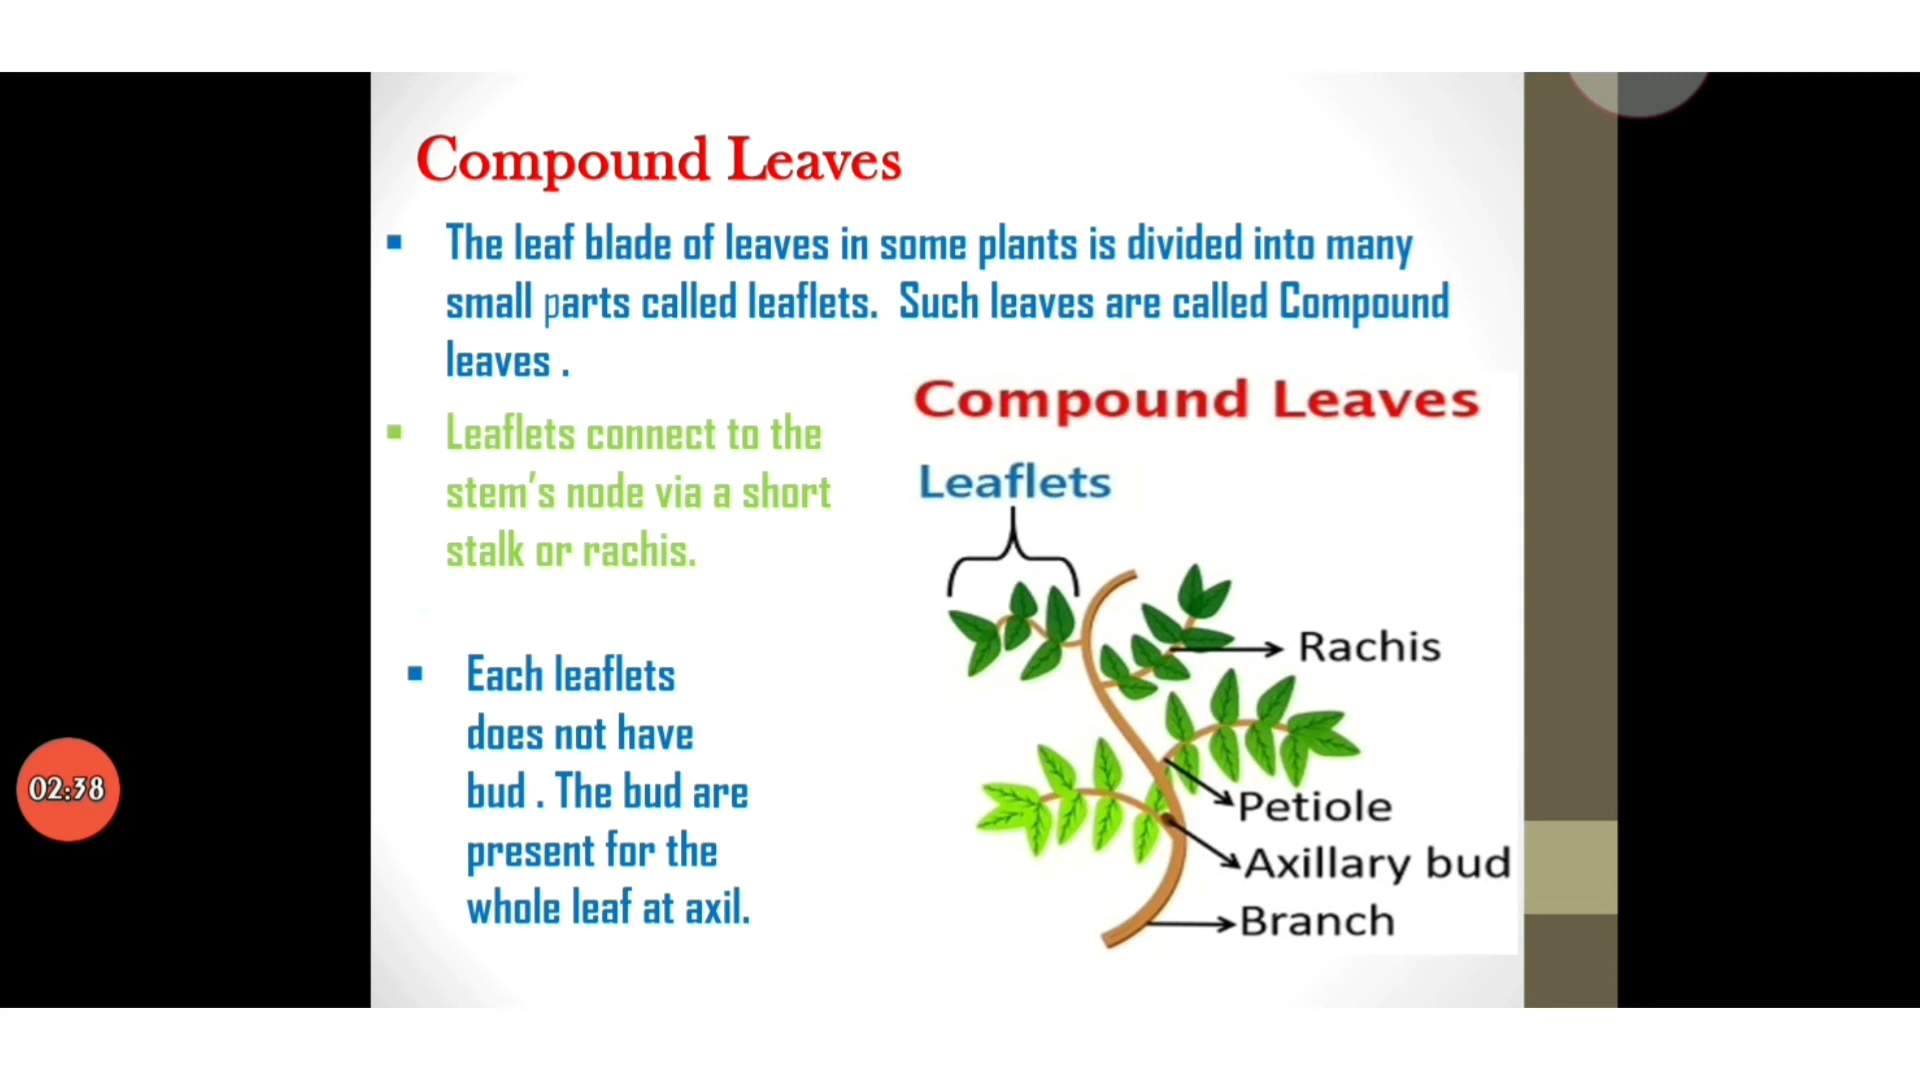 Compound Leaves
▪ The leaf blade of leaves in some plants is divided into many
small parts called leaflets. Such leaves are called Compound
leaves .
▪ Leaflets connect to the
stem's node via a short
stalk or rachis.
▪ Each leaflets
does not have
bud . The bud are
present for the
whole leaf at axil.
Compound Leaves
Leaflets
Rachis
Petiole
Axillary bud
Branch
02:38